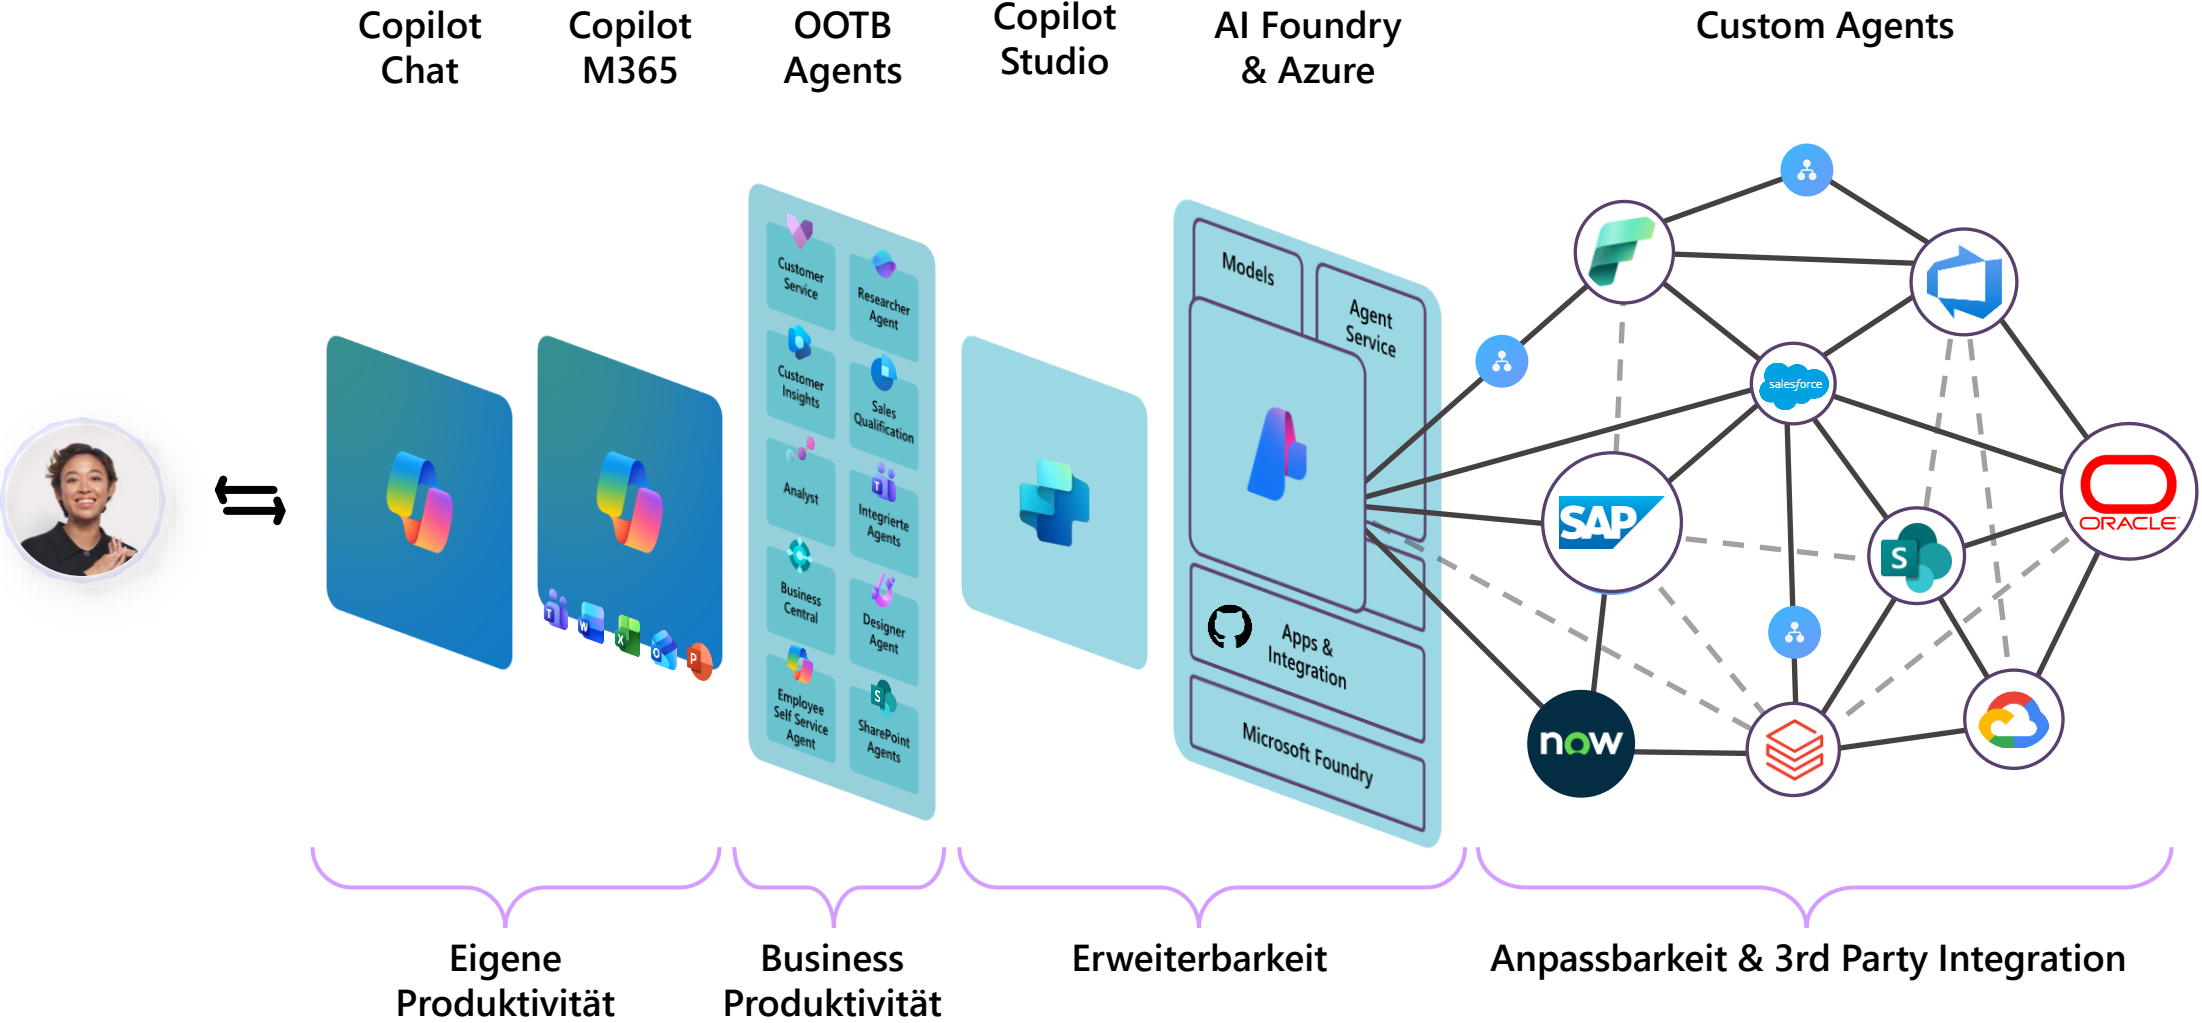 Copilot
Chat
Copilot
M365
OOTB
Agents
Copilot
Studio
AI Foundry
& Azure
Custom Agents
Customer
Service
Researcher
Agent
Customer
Insights
Sales
Qualification
Analyst
Integrierte
Agents
Business
Central
Designer
Agent
Employee
Self Service
Agent
SharePoint
Agents
T
W
X
O
P
T
S
Models
Agent
Service
Apps &
Integration
Microsoft Foundry
salesforce
SAP
S
ORACLE
now
Eigene
Produktivität
Business
Produktivität
Erweiterbarkeit
Anpassbarkeit & 3rd Party Integration